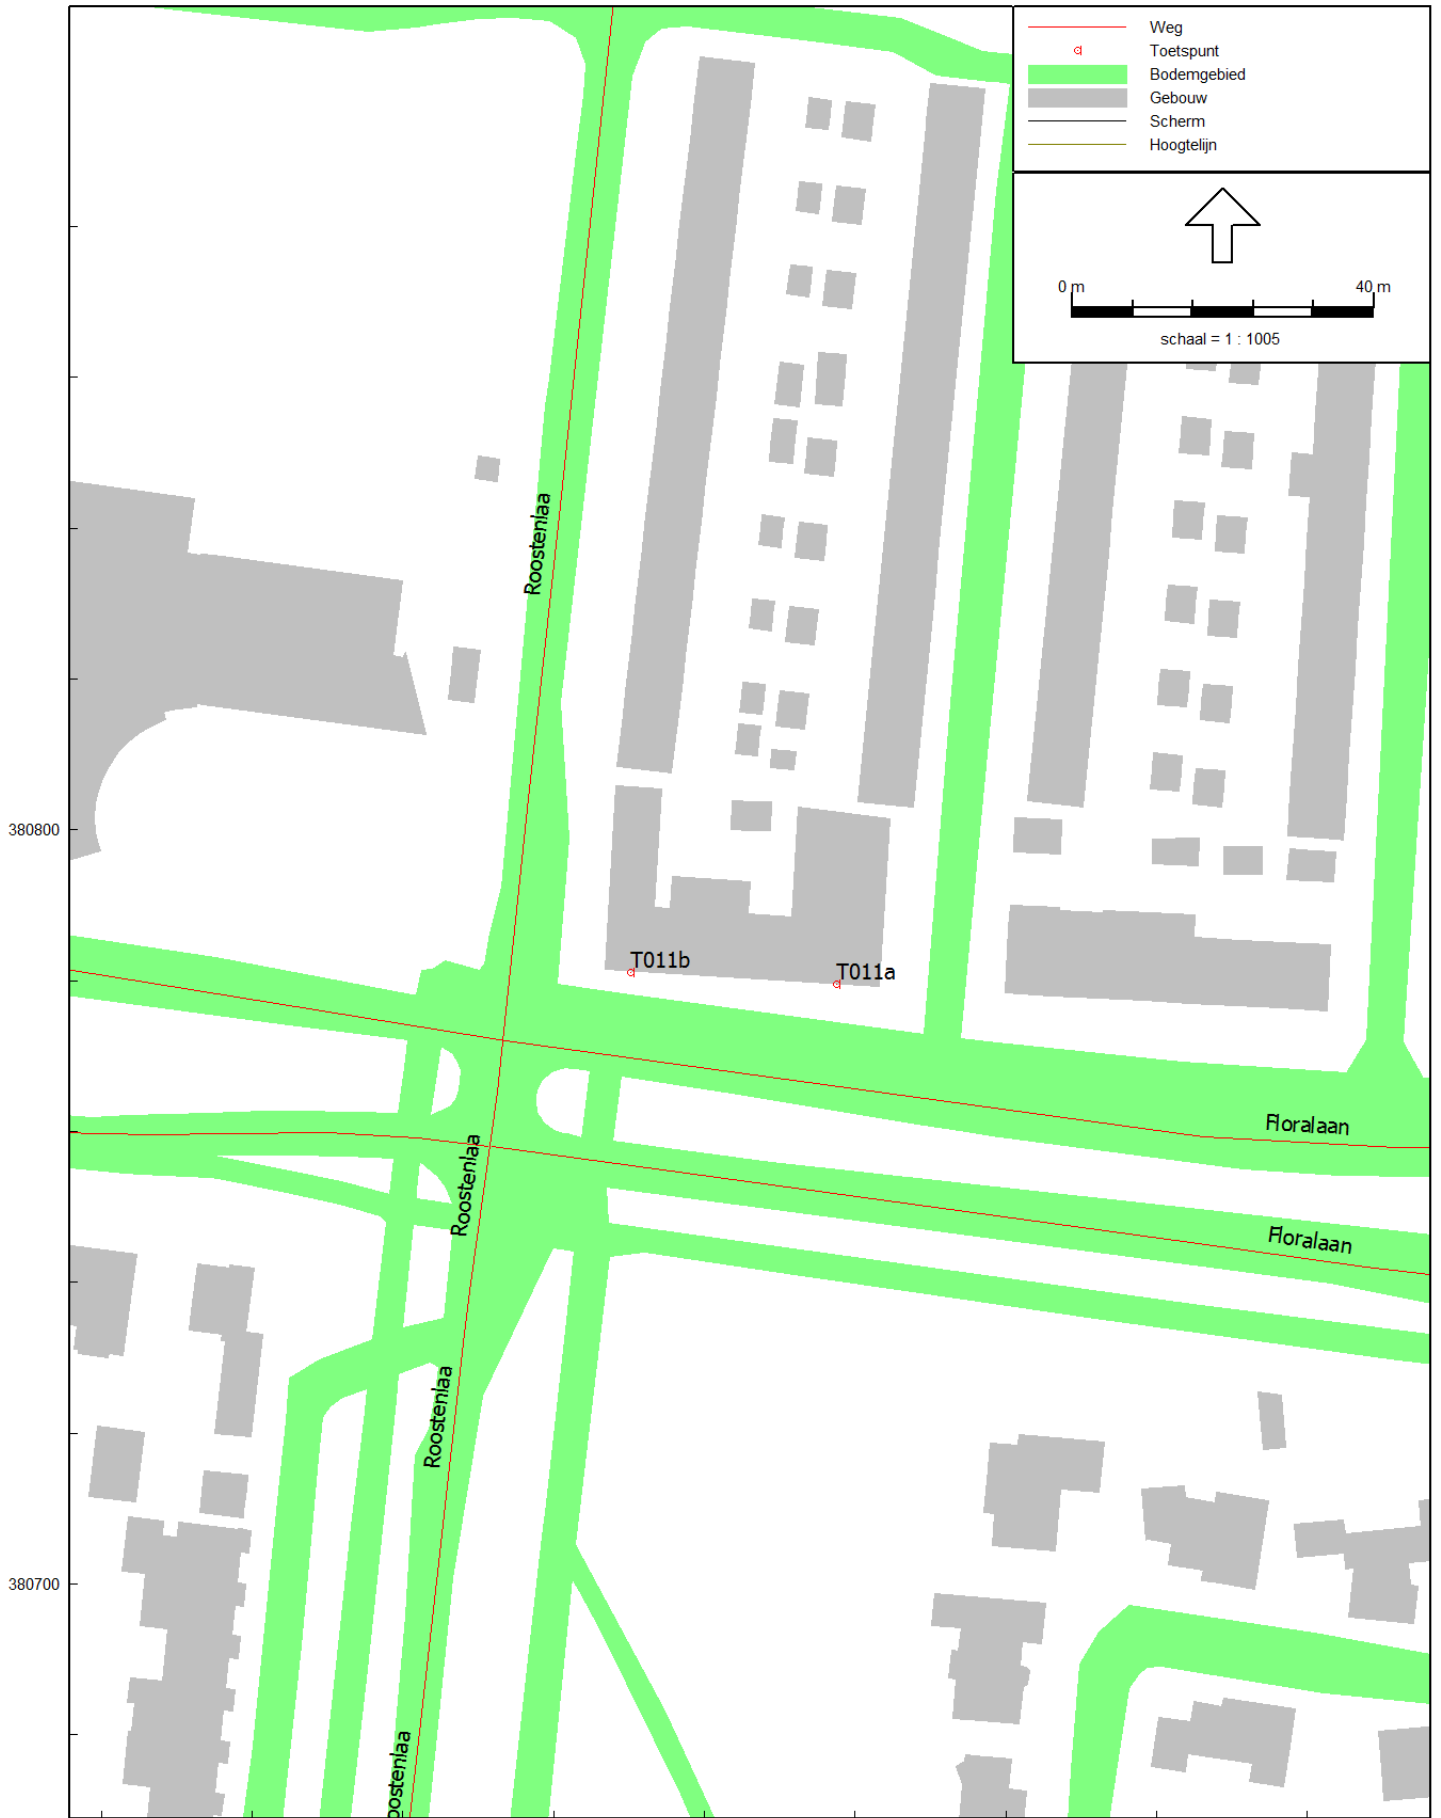 Weg
Toetspunt
Bodemgebied
Gebouw
Scherm
Hoogtelijn
0 m 40 m
schaal = 1 : 1005
Roostenlaa
380800
T011b
T011a
Floralaan
Roostenlaa
Floralaan
Roostenlaa
380700
oostenlaa